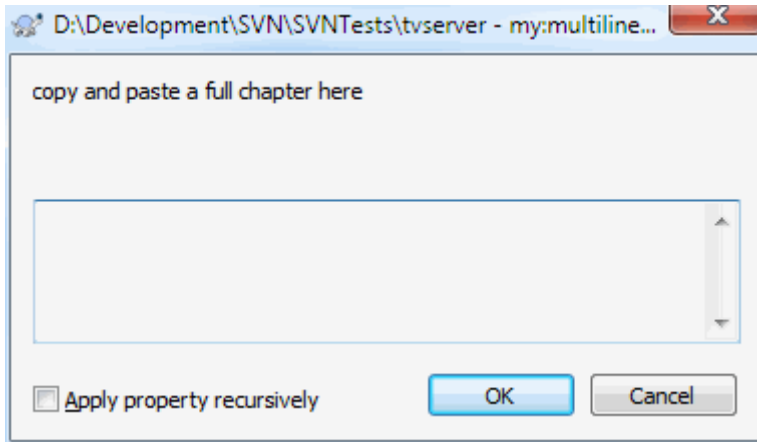 D:\Development\SVN\SVNTests\tvserver - my:multiline...
copy and paste a full chapter here
Apply property recursively
OK
Cancel